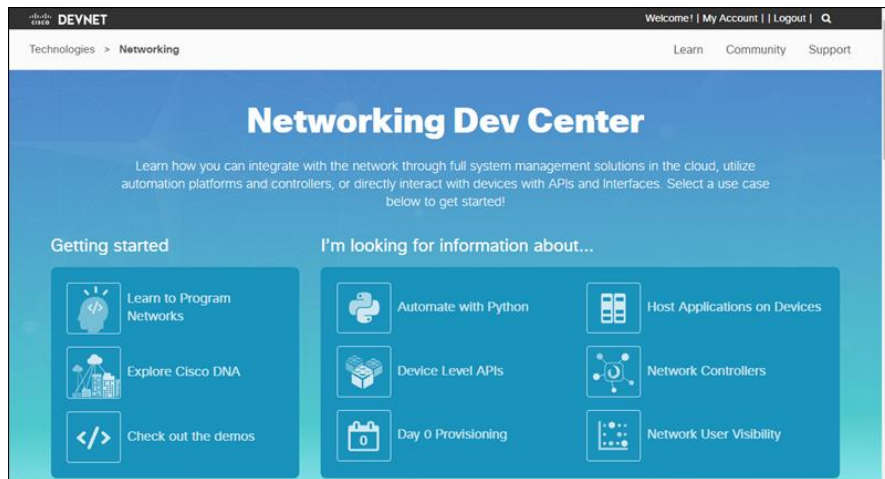 CISCO DEVNET
Welcome! | My Account | | Logout |
Technologies > Networking
Learn Community Support
Networking Dev Center
Learn how you can integrate with the network through full system management solutions in the cloud, utilize
automation platforms and controllers, or directly interact with devices with APIs and Interfaces. Select a use case
below to get started!
Getting started
Learn to Program
Networks
Explore Cisco DNA
</>
Check out the demos
I'm looking for information about...
Automate with Python
Host Applications on Devices
Device Level APIs
Network Controllers
0
Day 0 Provisioning
Network User Visibility